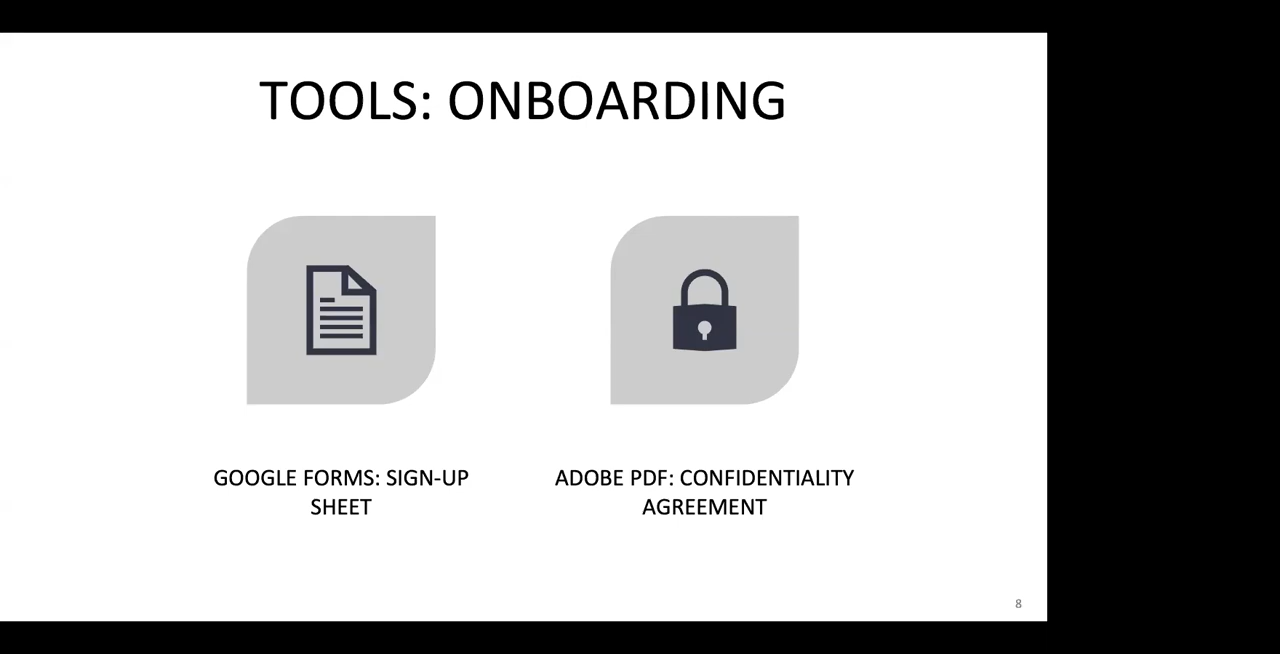 TOOLS: ONBOARDING
GOOGLE FORMS: SIGN-UP
SHEET
ADOBE PDF: CONFIDENTIALITY
AGREEMENT
8